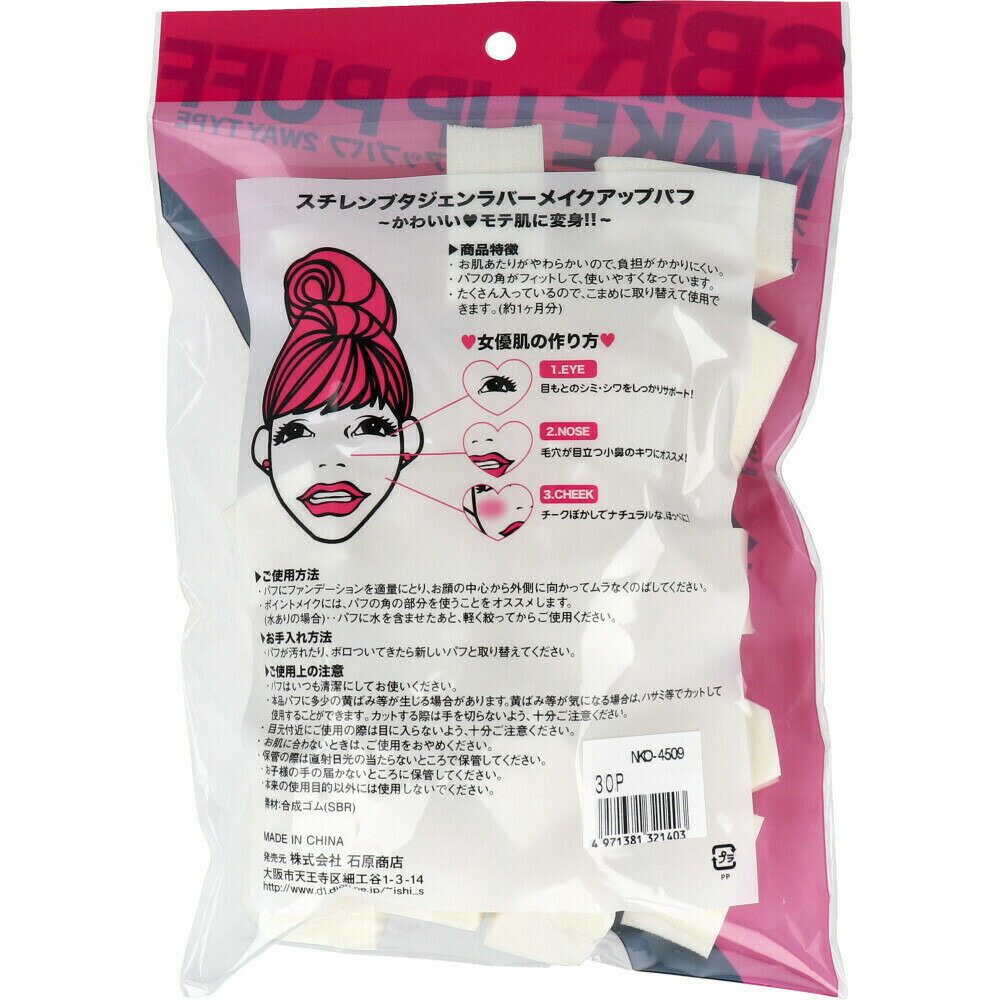 SBR
MAKE UP PUFF
アップパフ 2WAY TYPE
スチレンブタジエンラバーメイクアップパフ
~かわいい♥モテ肌に変身!!~
▶商品特徴
・お肌あたりがやわらかいので、負担がかかりにくい。
・パフの角がフィットして、使いやすくなっています。
・たくさん入っているので、こまめに取り替えて使用で
きます。(約1ヶ月分)
♥女優肌の作り方♥
1.EYE
目もとのシミ・シワをしっかりサポート!
2.NOSE
毛穴が目立つ小鼻のキワにオススメ!
3.CHEEK
チークぼかしてナチュラルな、ほっぺに!
▶ご使用方法
・パフにファンデーションを適量にとり、お顔の中心から外側に向かってムラなくのばしてください。
・ポイントメイクには、パフの角の部分を使うことをオススメします。
(水ありの場合)・・パフに水を含ませたあと、軽く絞ってからご使用ください。
▶お手入れ方法
・パフが汚れたり、ボロついてきたら新しいパフと取り替えてください。
▶ご使用上の注意
・パフはいつも清潔にしてお使いください。
・本品パフに多少の黄ばみ等が生じる場合があります。黄ばみ等が気になる場合は、ハサミ等でカットして
使用することができます。カットする際は手を切らないよう、十分ご注意ください。
・目元付近にご使用の際は目に入らないよう、十分ご注意ください。
・お肌に合わないときは、ご使用をおやめください。
・保管の際は直射日光の当たらないところで保管してください。
・お子様の手の届かないところに保管してください。
・本来の使用目的以外には使用しないでください。
素材:合成ゴム(SBR)
MADE IN CHINA
発売元 株式会社 石原商店
大阪市天王寺区細工谷1-3-14
NKO-4509
30P
4 971381 321403
プラ
PP